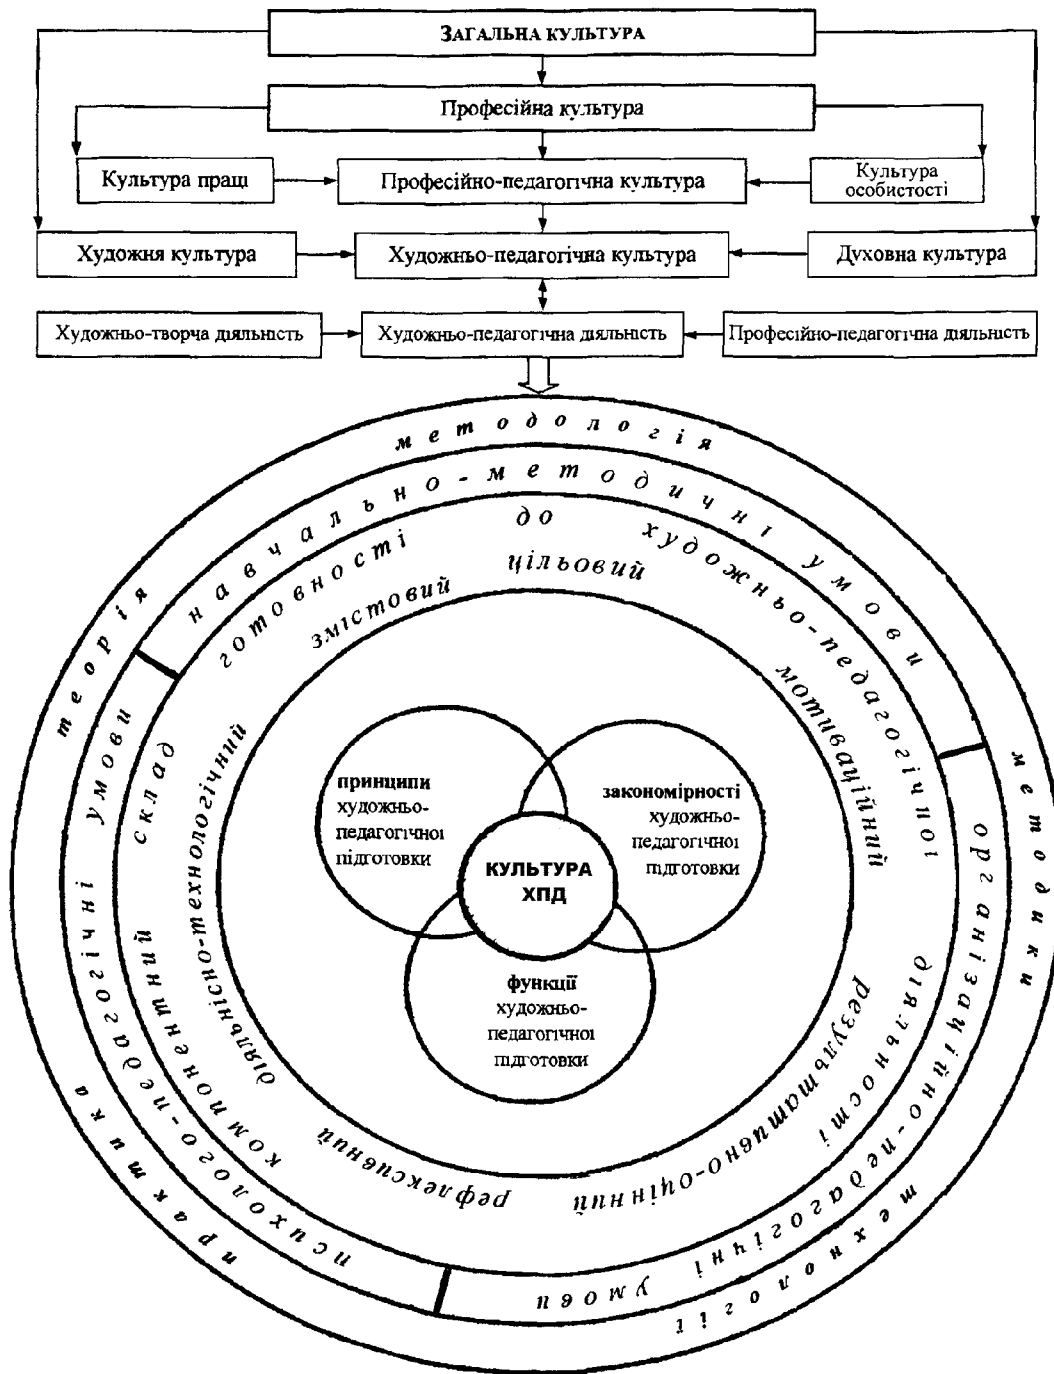 ЗАГАЛЬНА КУЛЬТУРА
Професійна культура
Культура праці
Професійно-педагогічна культура
Культура
особистості
Художня культура
Художньо-педагогічна культура
Духовна культура
Художньо-творча діяльність
Художньо-педагогічна діяльність
Професійно-педагогічна діяльність
теорія
методологія
методики
технології
практика
навчально-методичні умови
організаційно-педагогічні умови
психолого-педагогічні умови
компонентний склад готовності до художньо-педагогічної діяльності
змістовий
цільовий
мотиваційний
результативно-оцінний
рефлексивний
діяльнісно-технологічний
принципи
художньо-
педагогічної
підготовки
закономірності
художньо-
педагогічної
підготовки
КУЛЬТУРА
ХПД
функції
художньо-
педагогічної
підготовки